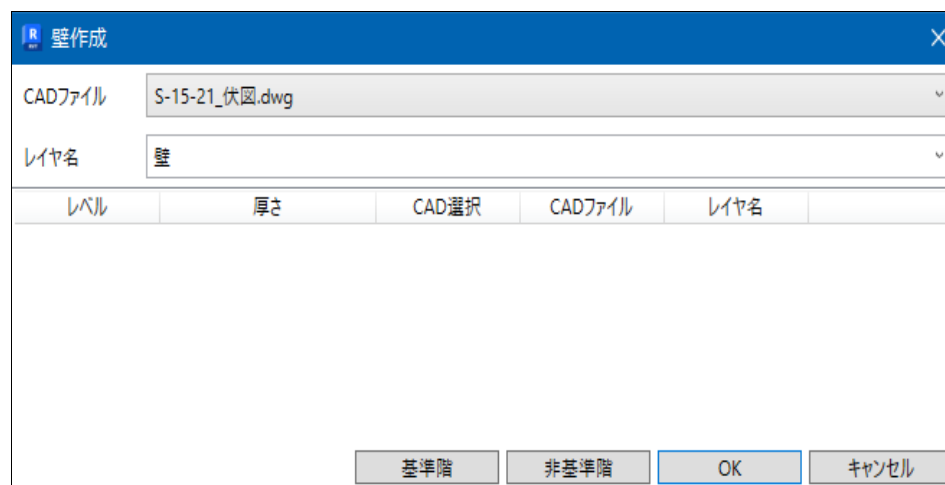 壁作成
CADファイル S-15-21_伏図.dwg
レイヤ名 壁
レベル 厚さ CAD選択 CADファイル レイヤ名
基準階 非基準階 OK キャンセル